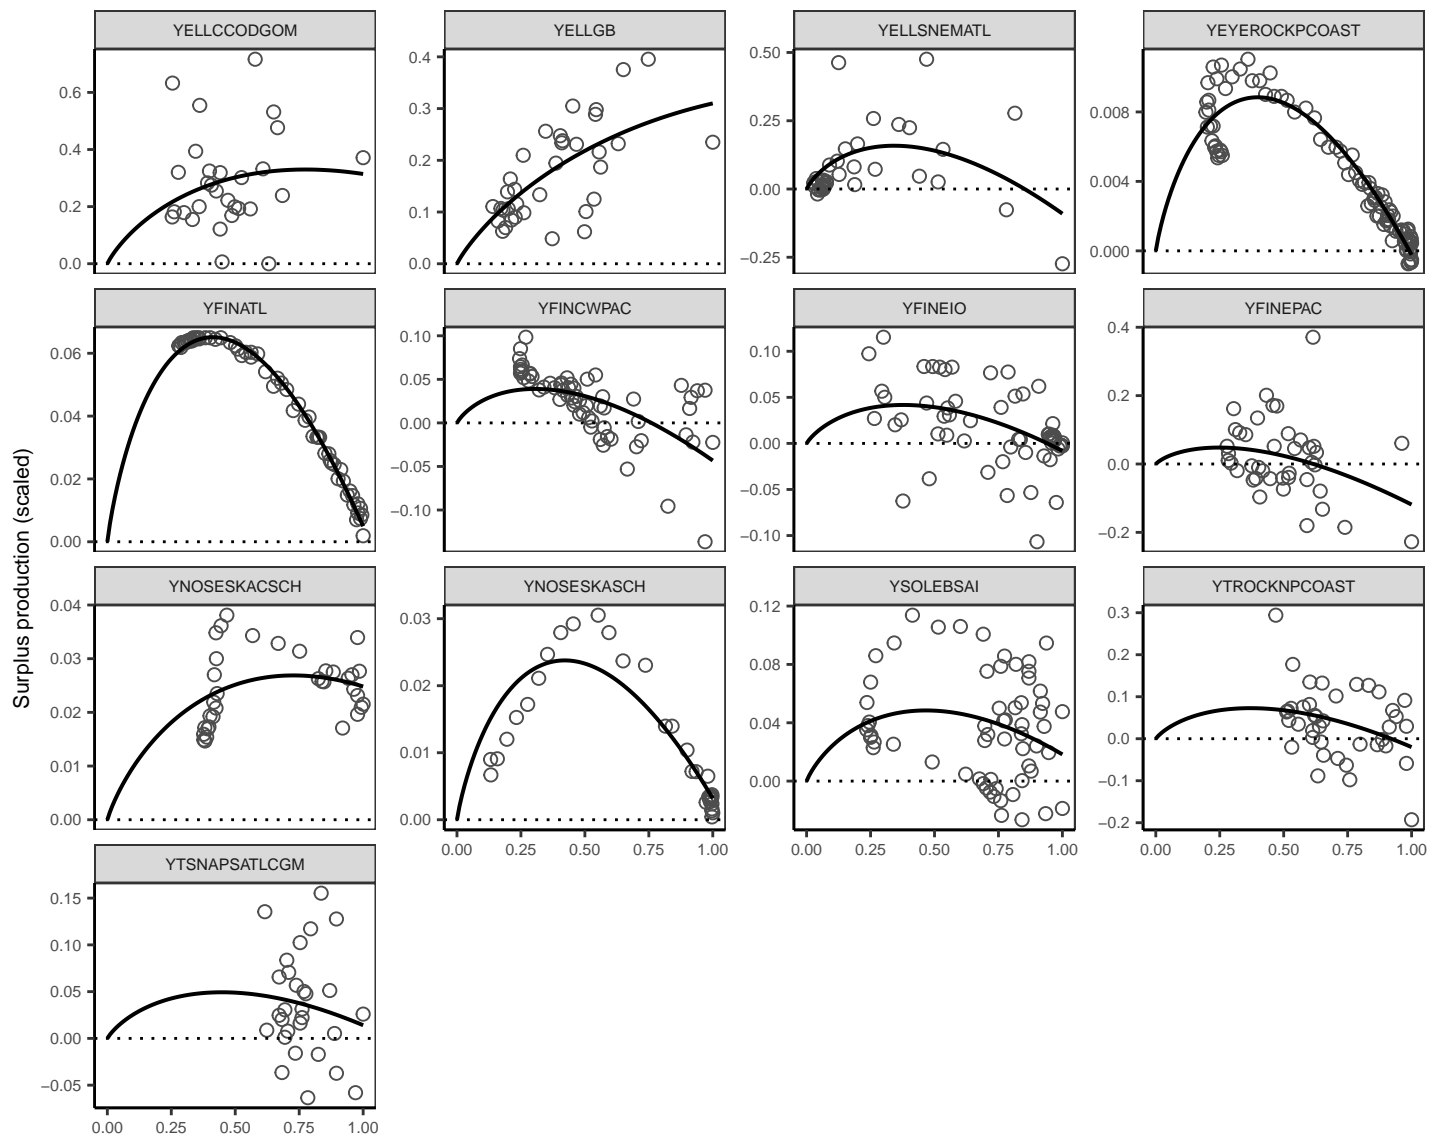 YELLCCODGOM YELLGB YELLSNEMATL YEYEROCKPCOAST
0.6 0.4 0.2 0.0
0.4 0.3 0.2 0.1 0.0
0.50 0.25 0.00 −0.25
0.008 0.004 0.000
YFINATL YFINCWPAC YFINEIO YFINEPAC
0.06 0.04 0.02 0.00
0.10 0.05 0.00 −0.05 −0.10
0.10 0.05 0.00 −0.05 −0.10
0.4 0.2 0.0 −0.2
Surplus production (scaled)
YNOSESKACSCH YNOSESKASCH YSOLEBSAI YTROCKNPCOAST
0.04 0.03 0.02 0.01 0.00
0.03 0.02 0.01 0.00
0.12 0.08 0.04 0.00
0.3 0.2 0.1 0.0 −0.1 −0.2
0.00 0.25 0.50 0.75 1.00
0.00 0.25 0.50 0.75 1.00
0.00 0.25 0.50 0.75 1.00
YTSNAPSATLCGM
0.15 0.10 0.05 0.00 −0.05
0.00 0.25 0.50 0.75 1.00